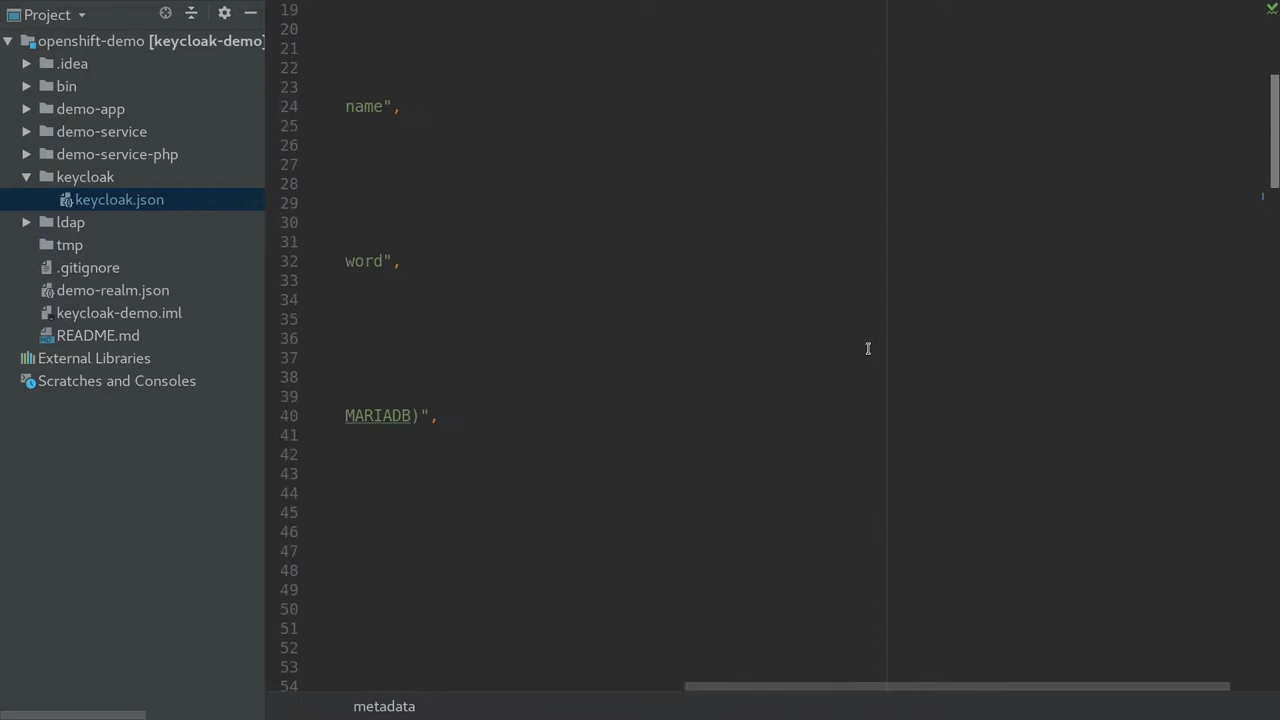 Project
openshift-demo [keycloak-demo]
.idea
bin
demo-app
demo-service
demo-service-php
keycloak
keycloak.json
ldap
tmp
.gitignore
demo-realm.json
keycloak-demo.iml
README.md
External Libraries
Scratches and Consoles
19
20
21
22
23
24 name",
25
26
27
28
29
30
31
32 word",
33
34
35
36
37
38
39
40 MARIADB)",
41
42
43
44
45
46
47
48
49
50
51
52
53
54
metadata